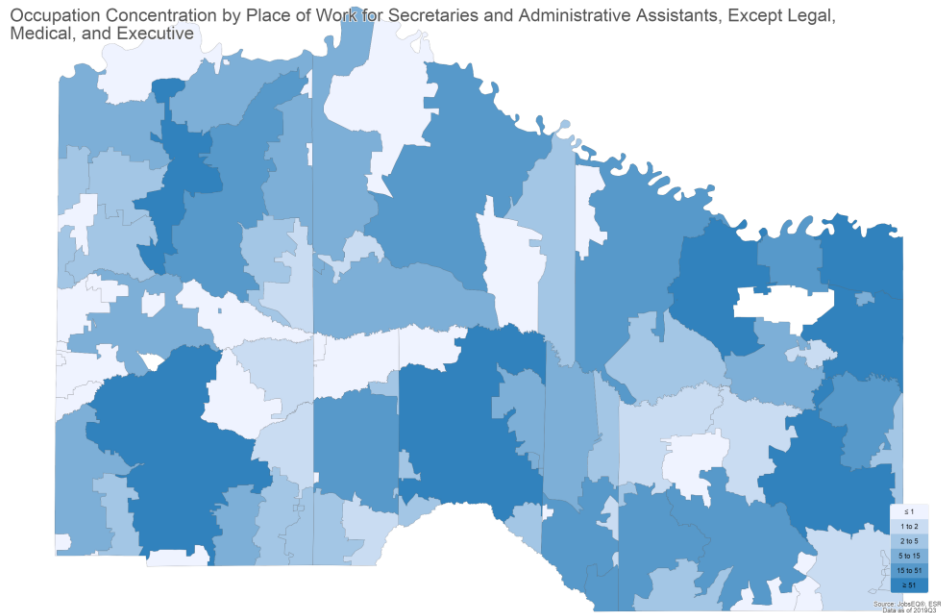 Occupation Concentration by Place of Work for Secretaries and Administrative Assistants, Except Legal,
Medical, and Executive
≤ 1
1 to 2
2 to 5
5 to 15
15 to 51
≥ 51
Source: JobsEQ®, ESR
Data as of 2019Q3